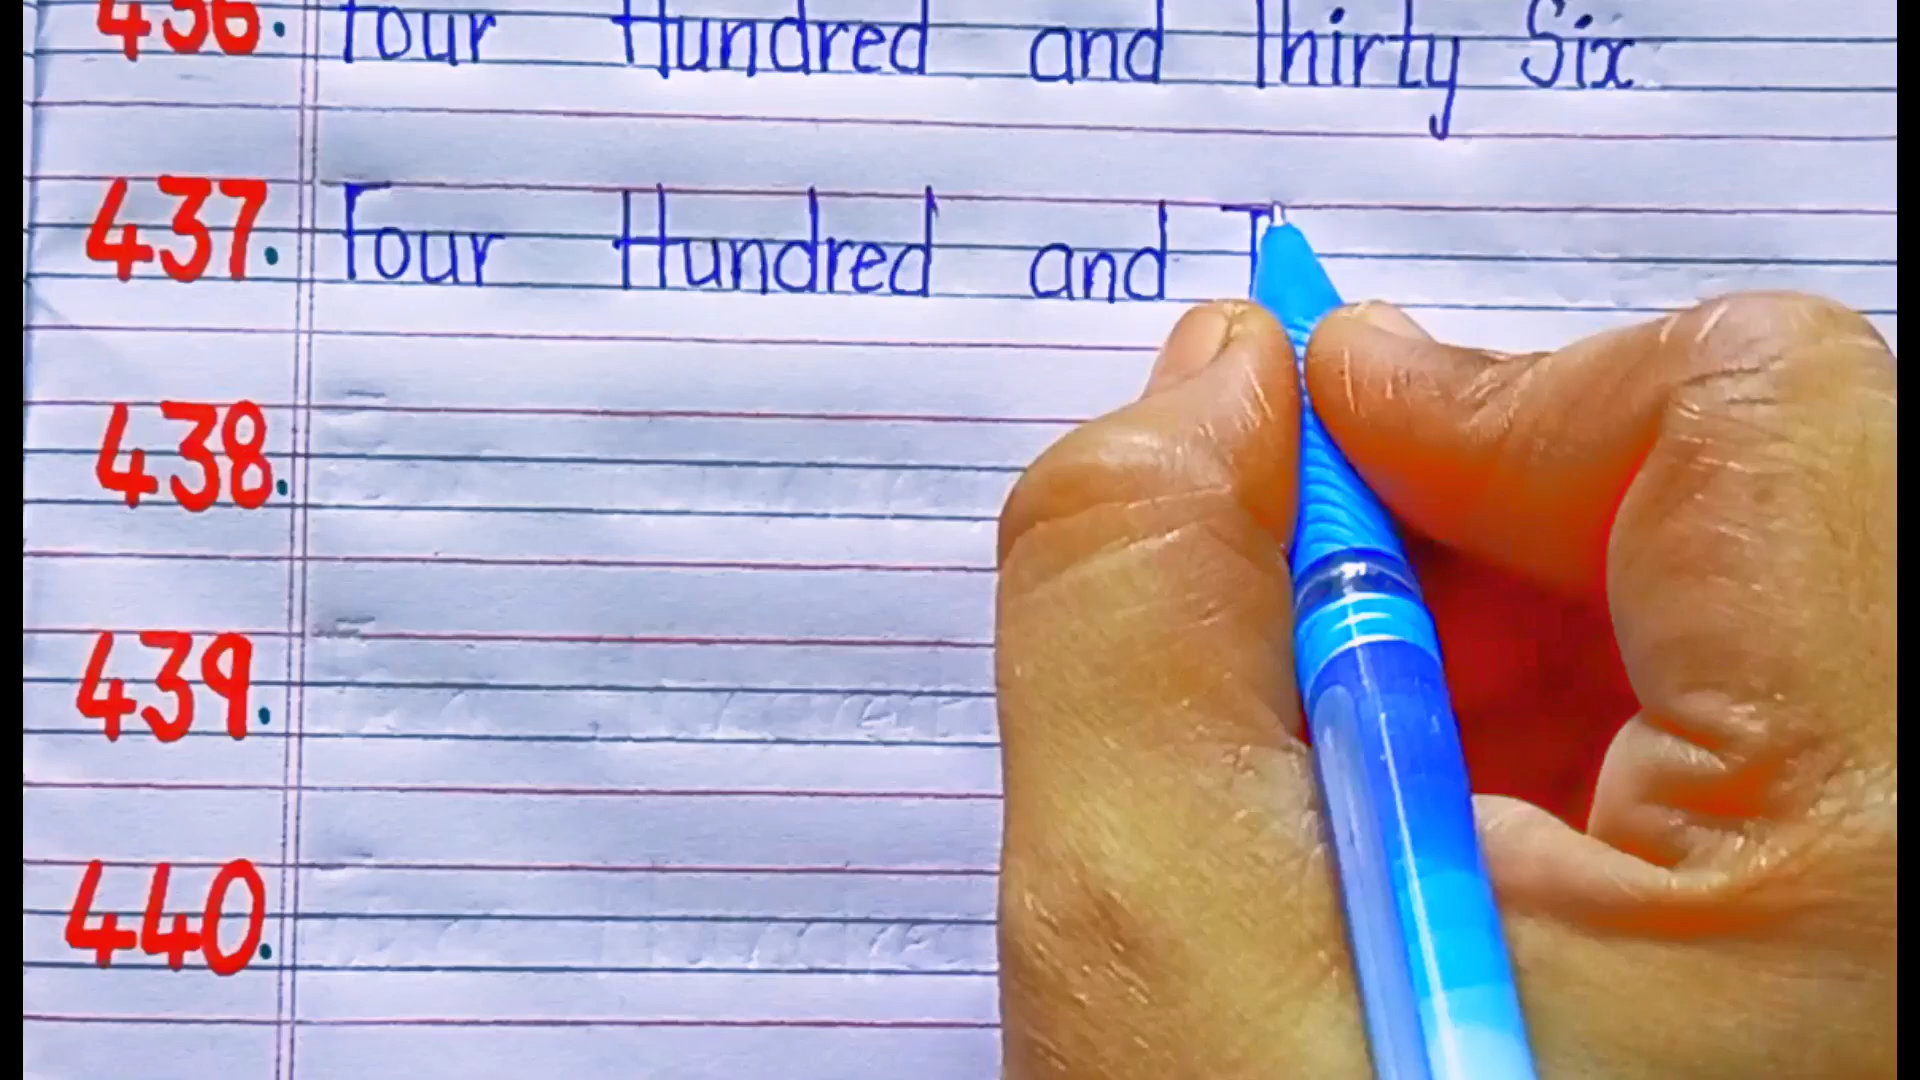 436. Four Hundred and Thirty Six
437. Four Hundred and T
438.
439.
440.